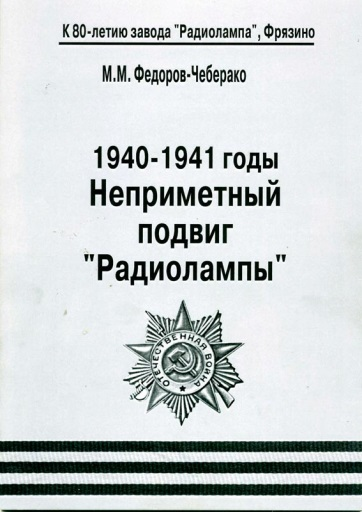 К 80-летию завода "Радиолампа", Фрязино
М.М. Федоров-Чеберако
1940-1941 годы
Неприметный
подвиг
"Радиолампы"
ОТЕЧЕСТВЕННАЯ ВОЙНА